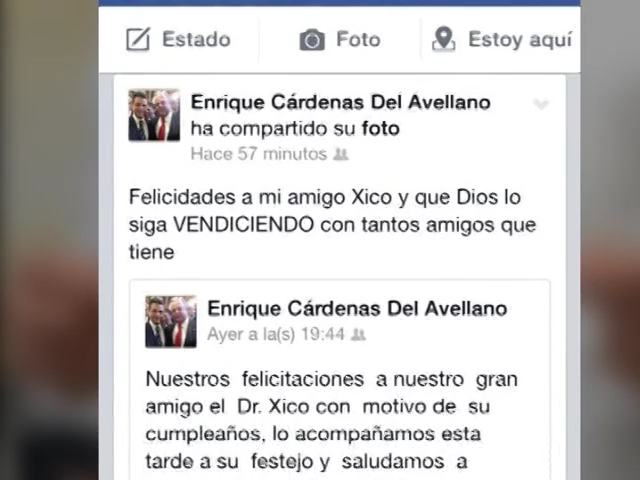 Estado Foto Estoy aquí
Enrique Cárdenas Del Avellano
ha compartido su foto
Hace 57 minutos
Felicidades a mi amigo Xico y que Dios lo
siga VENDICIENDO con tantos amigos que
tiene
Enrique Cárdenas Del Avellano
Ayer a la(s) 19:44
Nuestros felicitaciones a nuestro gran
amigo el Dr. Xico con motivo de su
cumpleaños, lo acompañamos esta
tarde a su festejo y saludamos a